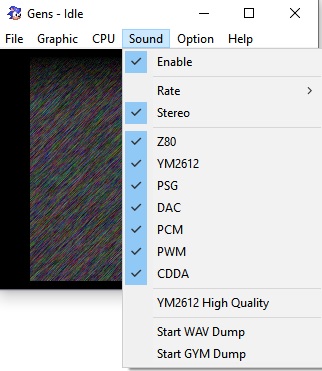 Gens - Idle
File Graphic CPU Sound Option Help
Enable
Rate
Stereo
Z80
YM2612
PSG
DAC
PCM
PWM
CDDA
YM2612 High Quality
Start WAV Dump
Start GYM Dump